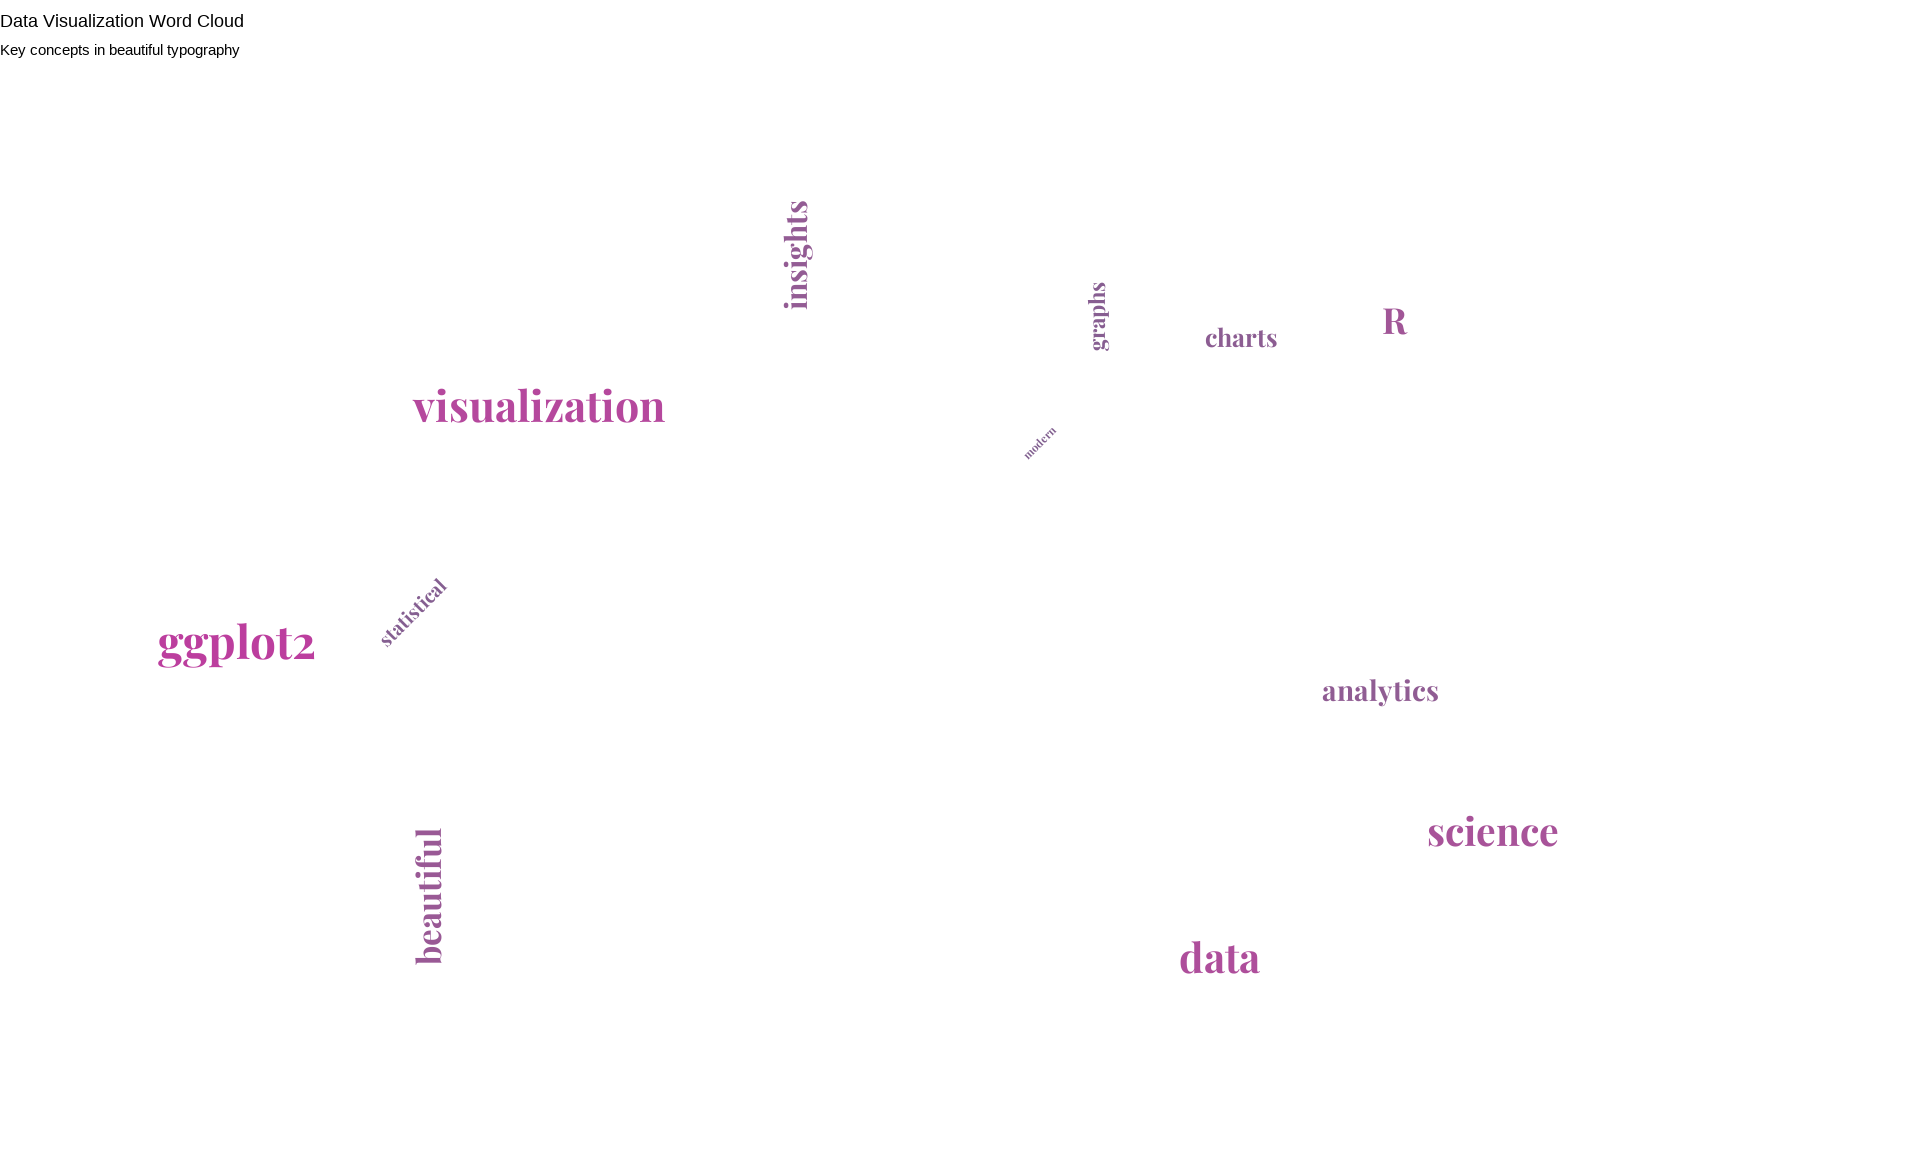 Data Visualization Word Cloud
Key concepts in beautiful typography
insights
graphs
charts
R
visualization
modern
statistical
ggplot2
analytics
science
beautiful
data